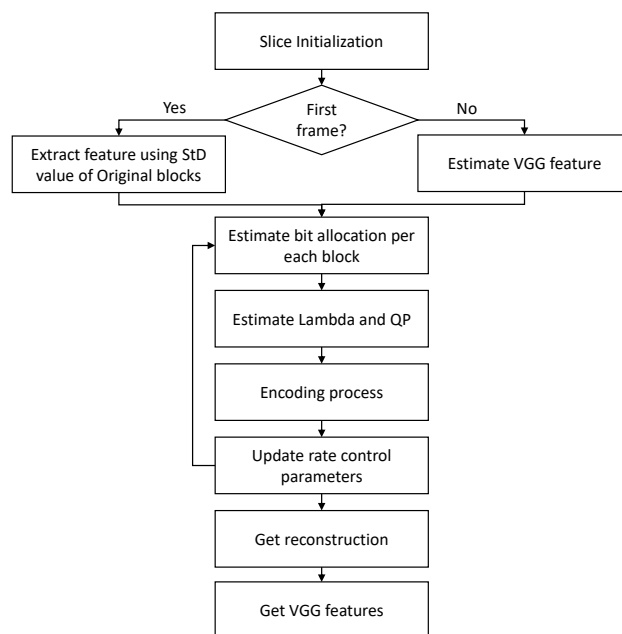 Slice Initialization
Yes
First
frame?
No
Extract feature using StD
value of Original blocks
Estimate VGG feature
Estimate bit allocation per
each block
Estimate Lambda and QP
Encoding process
Update rate control
parameters
Get reconstruction
Get VGG features